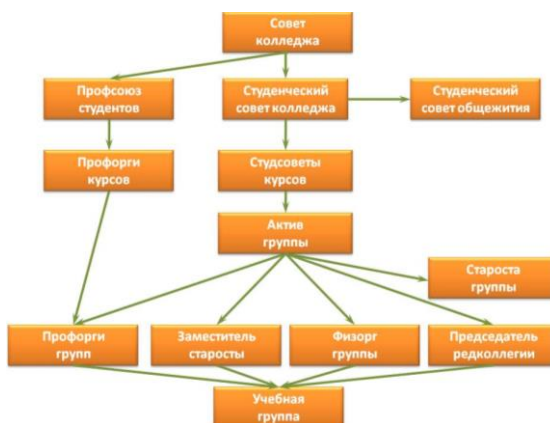 Совет
колледжа
Профсоюз
студентов
Студенческий
совет колледжа
Студенческий
совет общежития
Профорги
курсов
Студсоветы
курсов
Актив
группы
Староста
группы
Профорги
групп
Заместитель
старосты
Физорг
группы
Председатель
редколлегии
Учебная
группа